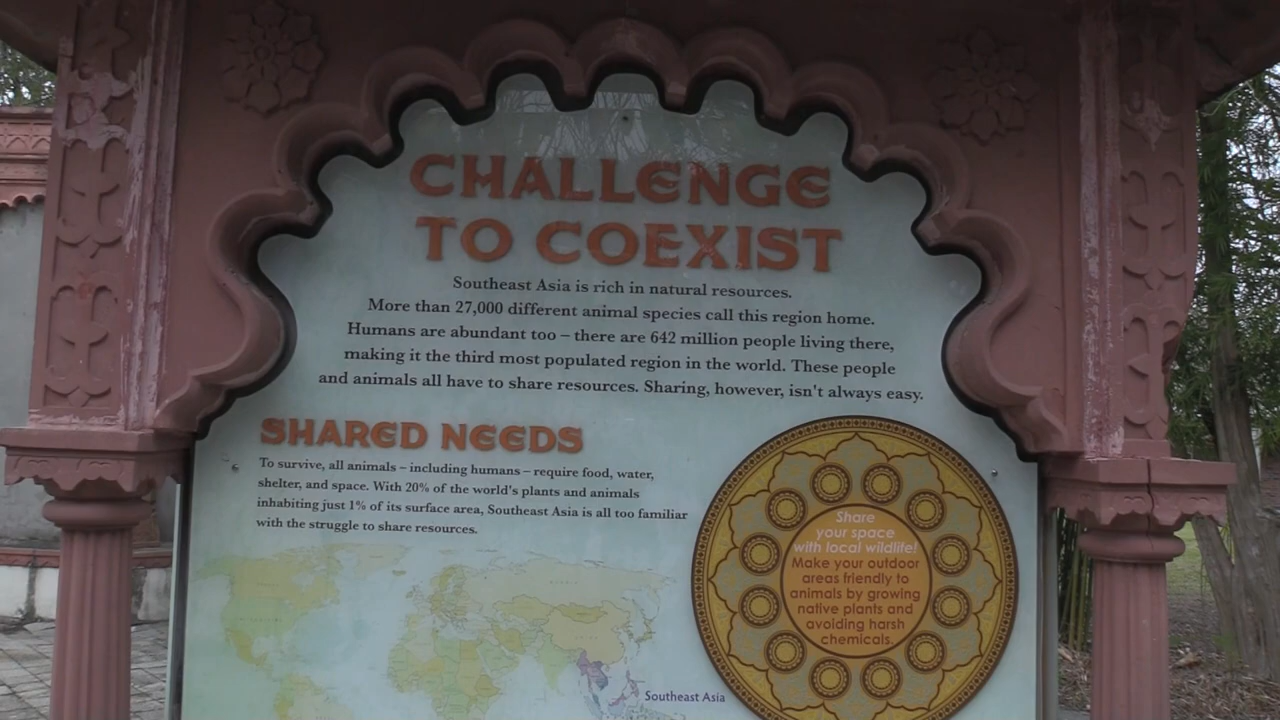 CHALLENGE
TO COEXIST
Southeast Asia is rich in natural resources.
More than 27,000 different animal species call this region home.
Humans are abundant too – there are 642 million people living there,
making it the third most populated region in the world. These people
and animals all have to share resources. Sharing, however, isn't always easy.
SHARED NEEDS
To survive, all animals – including humans – require food, water,
shelter, and space. With 20% of the world's plants and animals
inhabiting just 1% of its surface area, Southeast Asia is all too familiar
with the struggle to share resources.
Share
your space
with local wildlife!
Make your outdoor
areas friendly to
animals by growing
native plants and
avoiding harsh
chemicals.
Southeast Asia